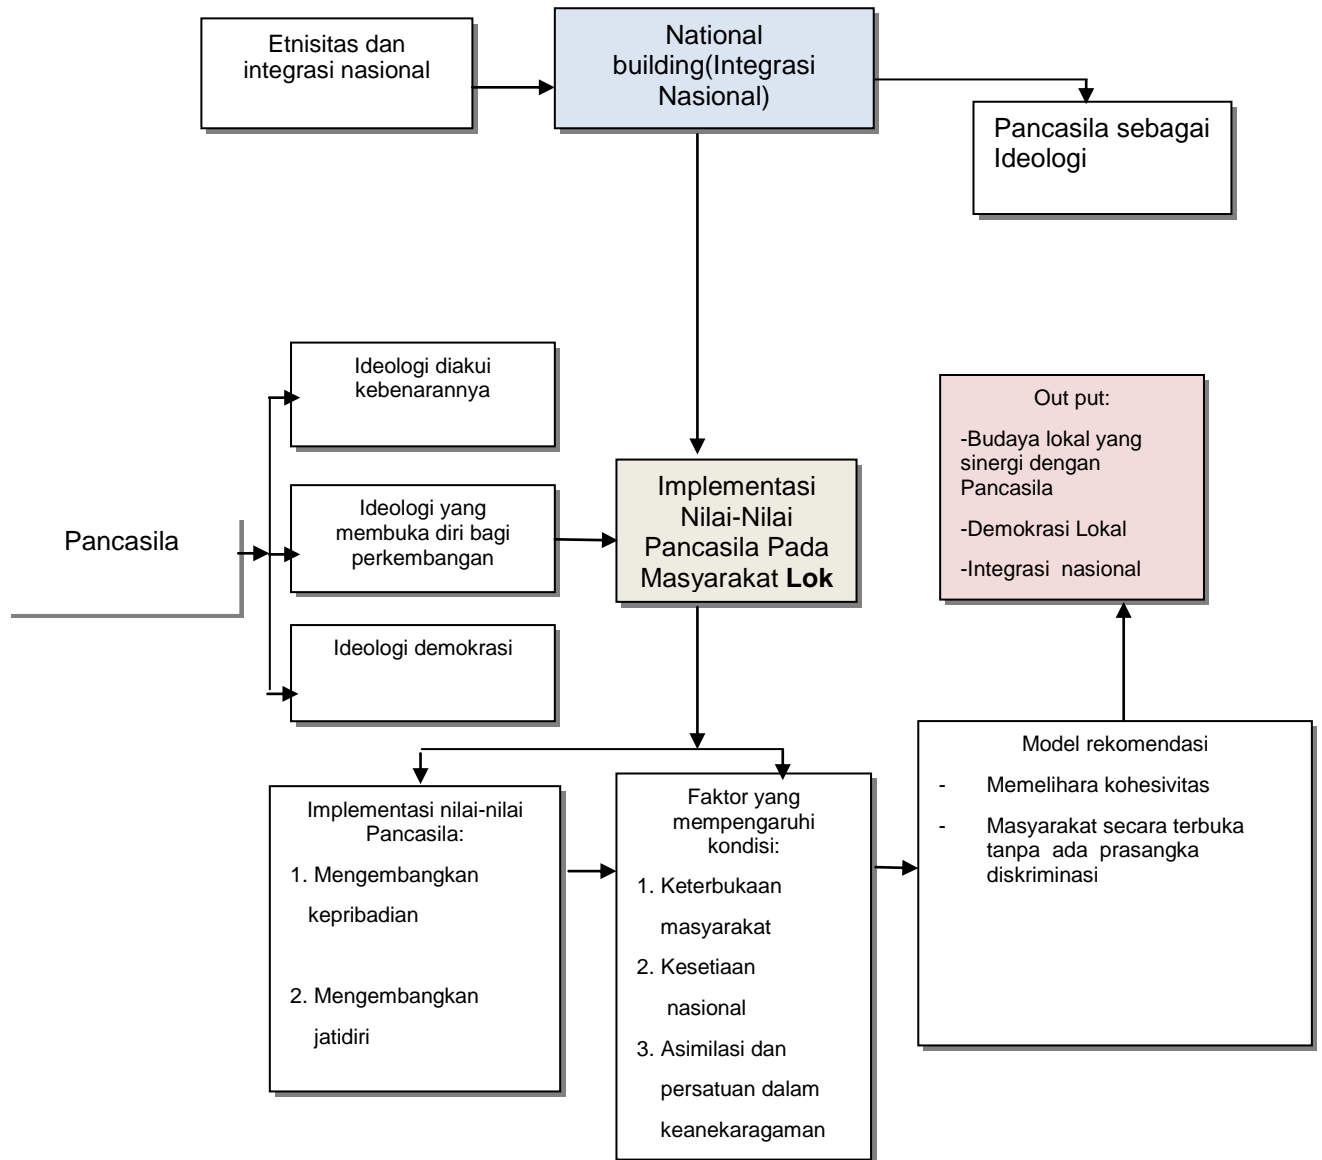 Etnisitas dan
integrasi nasional
National
building(Integrasi
Nasional)
Pancasila sebagai
Ideologi
Ideologi diakui
kebenarannya
Ideologi yang
membuka diri bagi
perkembangan
Ideologi demokrasi
Pancasila
Implementasi
Nilai-Nilai
Pancasila Pada
Masyarakat Lok
Out put:
-Budaya lokal yang
sinergi dengan
Pancasila
-Demokrasi Lokal
-Integrasi nasional
Implementasi nilai-nilai
Pancasila:
1. Mengembangkan
kepribadian
2. Mengembangkan
jatidiri
Faktor yang
mempengaruhi
kondisi:
1. Keterbukaan
masyarakat
2. Kesetiaan
nasional
3. Asimilasi dan
persatuan dalam
keanekaragaman
Model rekomendasi
- Memelihara kohesivitas
- Masyarakat secara terbuka
tanpa ada prasangka
diskriminasi